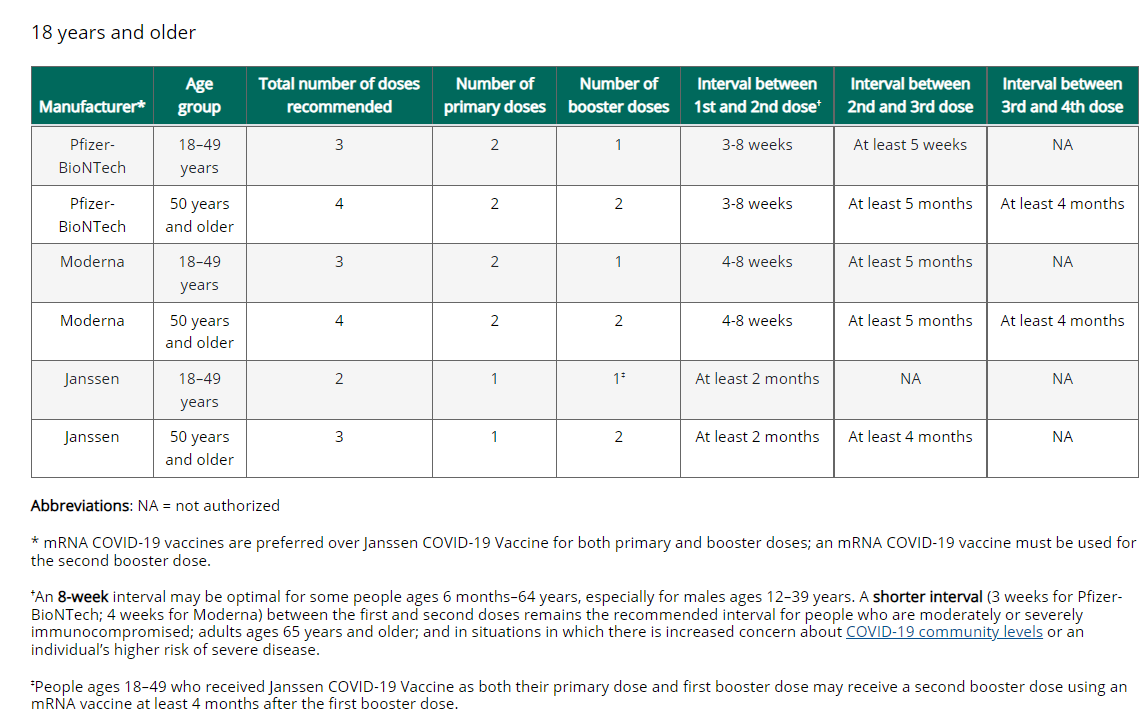 18 years and older
Manufacturer* Age group Total number of doses recommended Number of primary doses Number of booster doses Interval between 1st and 2nd dose⁺ Interval between 2nd and 3rd dose Interval between 3rd and 4th dose
Pfizer-BioNTech 18–49 years 3 2 1 3-8 weeks At least 5 weeks NA
Pfizer-BioNTech 50 years and older 4 2 2 3-8 weeks At least 5 months At least 4 months
Moderna 18–49 years 3 2 1 4-8 weeks At least 5 months NA
Moderna 50 years and older 4 2 2 4-8 weeks At least 5 months At least 4 months
Janssen 18–49 years 2 1 1‡ At least 2 months NA NA
Janssen 50 years and older 3 1 2 At least 2 months At least 4 months NA
Abbreviations: NA = not authorized
* mRNA COVID-19 vaccines are preferred over Janssen COVID-19 Vaccine for both primary and booster doses; an mRNA COVID-19 vaccine must be used for
the second booster dose.
⁺An 8-week interval may be optimal for some people ages 6 months–64 years, especially for males ages 12–39 years. A shorter interval (3 weeks for Pfizer-
BioNTech; 4 weeks for Moderna) between the first and second doses remains the recommended interval for people who are moderately or severely
immunocompromised; adults ages 65 years and older; and in situations in which there is increased concern about COVID-19 community levels or an
individual's higher risk of severe disease.
‡People ages 18–49 who received Janssen COVID-19 Vaccine as both their primary dose and first booster dose may receive a second booster dose using an
mRNA vaccine at least 4 months after the first booster dose.